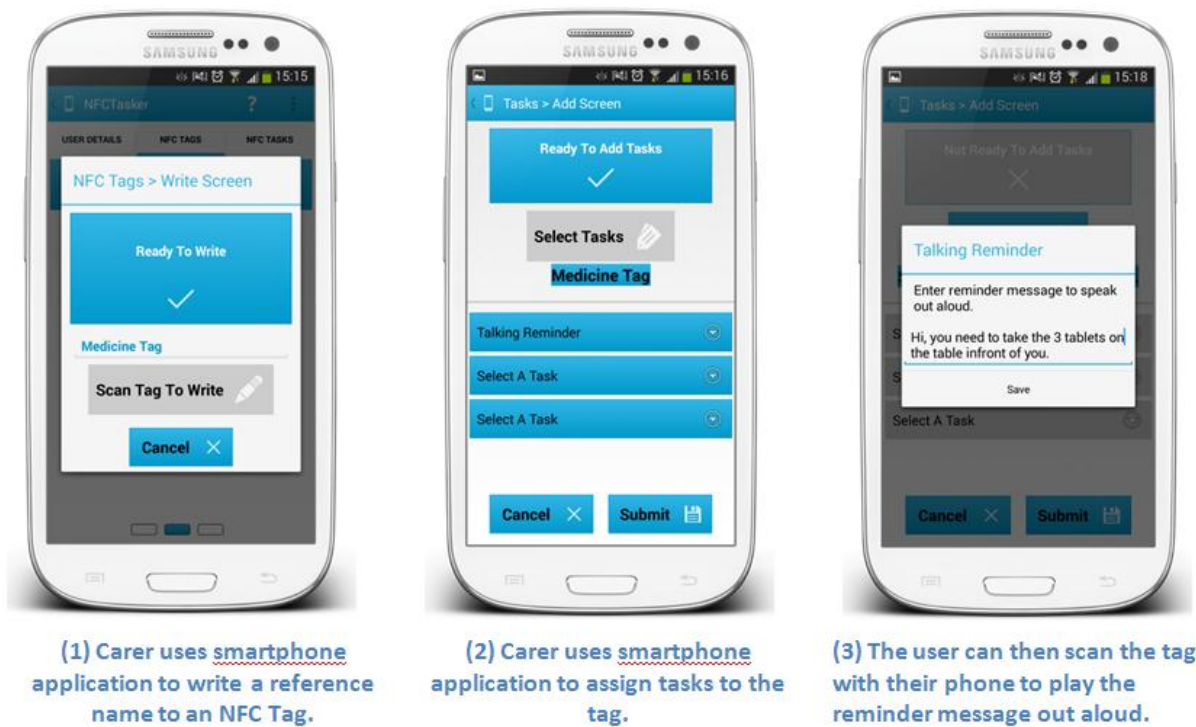 SAMSUNG
15:15
NFCTasker ?
USER DETAILS NFC TAGS NFC TASKS
NFC Tags > Write Screen
Ready To Write
Medicine Tag
Scan Tag To Write
Cancel
(1) Carer uses smartphone
application to write a reference
name to an NFC Tag.
SAMSUNG
15:16
Tasks > Add Screen
Ready To Add Tasks
Select Tasks
Medicine Tag
Talking Reminder
Select A Task
Select A Task
Cancel Submit
(2) Carer uses smartphone
application to assign tasks to the
tag.
SAMSUNG
15:18
Tasks > Add Screen
Not Ready To Add Tasks
Talking Reminder
Enter reminder message to speak
out aloud.
Hi, you need to take the 3 tablets on
the table infront of you.
Save
S
S
Select A Task
Cancel Submit
(3) The user can then scan the tag
with their phone to play the
reminder message out aloud.